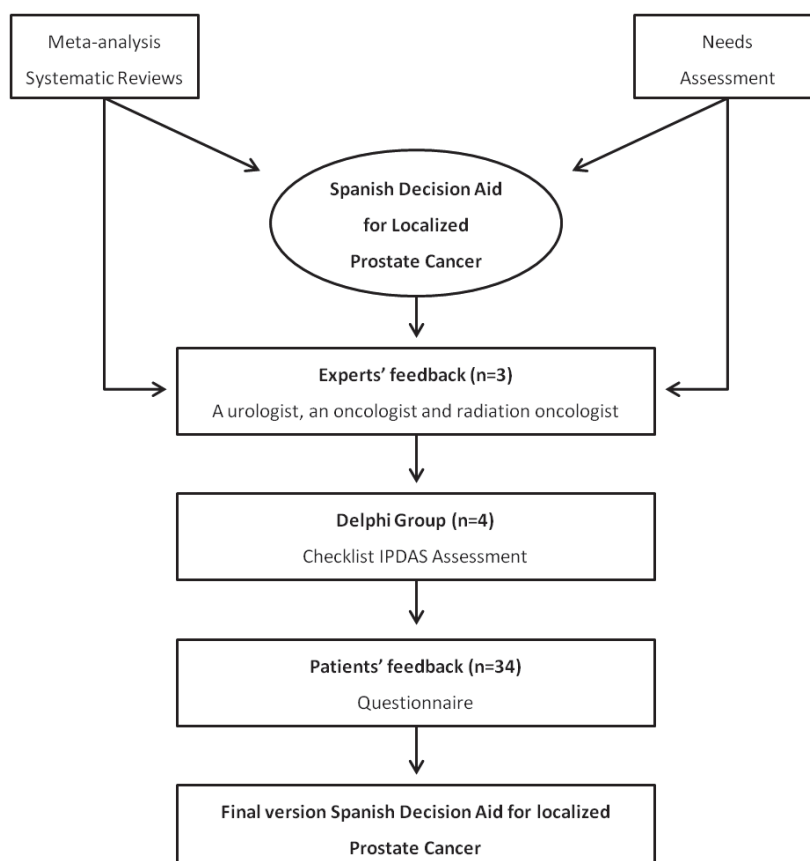 Meta-analysis
Systematic Reviews
Needs
Assessment
Spanish Decision Aid
for Localized
Prostate Cancer
Experts’ feedback (n=3)
A urologist, an oncologist and radiation oncologist
Delphi Group (n=4)
Checklist IPDAS Assessment
Patients’ feedback (n=34)
Questionnaire
Final version Spanish Decision Aid for localized
Prostate Cancer